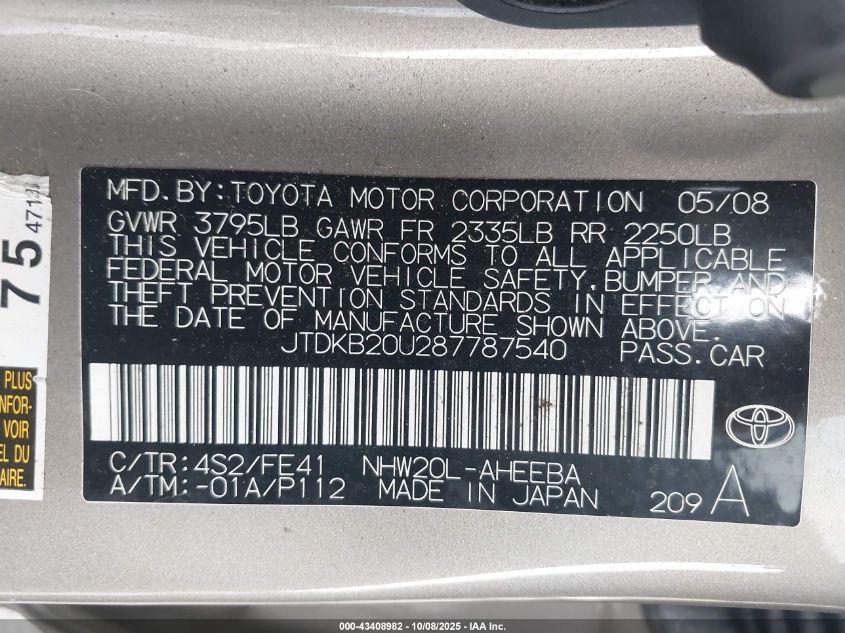 MFD.BY:TOYOTA MOTOR CORPORATION 05/08
GVWR 3795LB GAWR FR 2335LB RR 2250LB
THIS VEHICLE CONFORMS TO ALL APPLICABLE
FEDERAL MOTOR VEHICLE SAFETY,BUMPER,AND
THEFT PREVENTION STANDARDS IN EFFECT ON
THE DATE OF MANUFACTURE SHOWN ABOVE.
JTDKB20U287787540 PASS.CAR
C/TR:4S2/FE41 NHW20L-AHEEBA
A/TM:-01A/P112 MADE IN JAPAN 209 A
75
PLUS
NFOR-
VOIR
EL DU
AIRE.
000-43408982 - 10/08/2025 - IAA Inc.